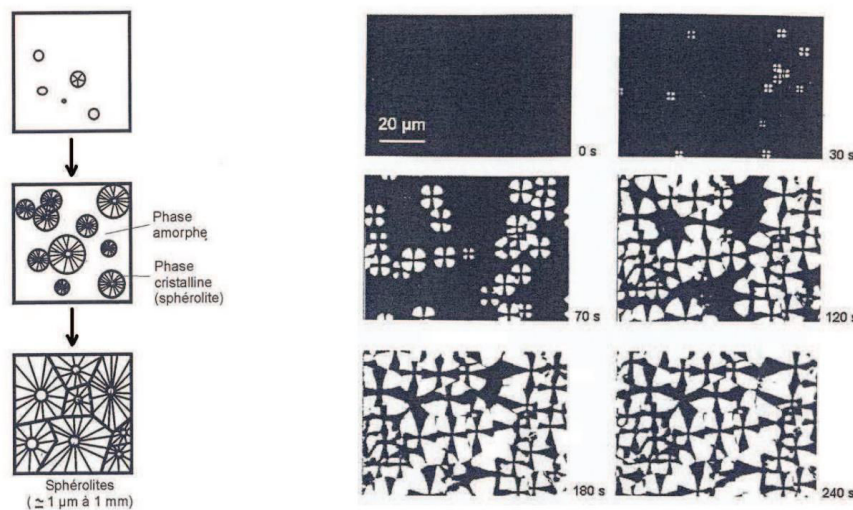 Phase
amorphe
Phase
cristalline
(sphérolite)
Sphérolites
( ≃ 1 µm à 1 mm)
20 µm
0 s
30 s
70 s
120 s
180 s
240 s